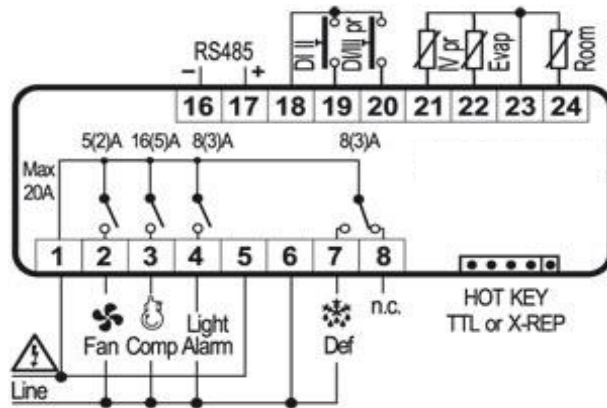 RS485
− +
DI II
DI/III pr
IV pr
Evap
Room
16 17 18 19 20 21 22 23 24
5(2)A 16(5)A 8(3)A 8(3)A
Max
20A
1 2 3 4 5 6 7 8
Fan Comp Light
Alarm
Def
n.c.
HOT KEY
TTL or X-REP
Line